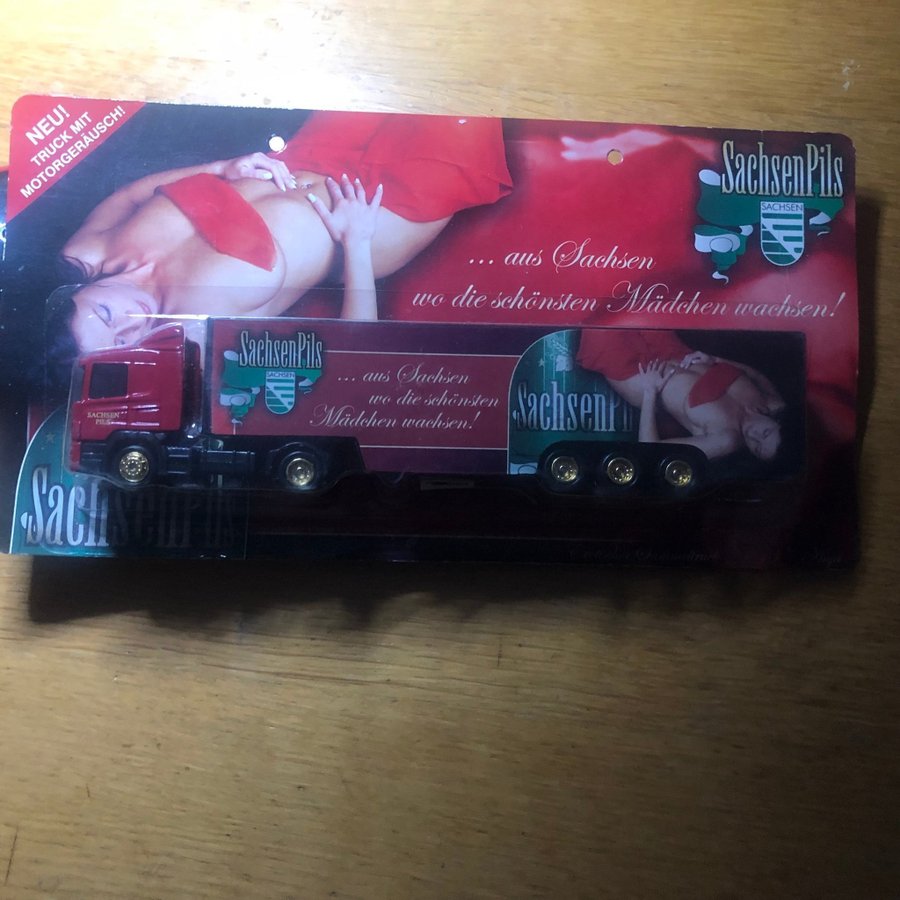 NEU!
TRUCK MIT
MOTORGERÄUSCH!
SachsenPils
SACHSEN
... aus Sachsen
wo die schönsten Mädchen wachsen!
SachsenPils
SACHSEN
... aus Sachsen
wo die schönsten
Mädchen wachsen!
SachsenPi
SACHSEN
PILS
SachsenPils